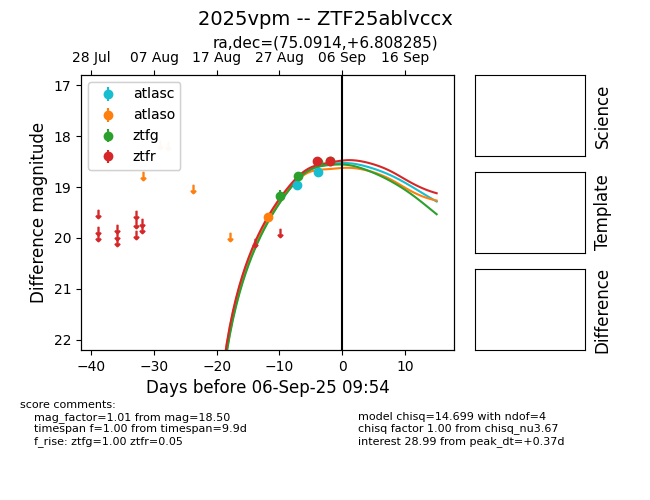 2025vpm -- ZTF25ablvccx
ra,dec=(75.0914,+6.808285)
28 Jul 07 Aug 17 Aug 27 Aug 06 Sep 16 Sep
17
18
19
20
21
22
Difference magnitude
atlasc
atlaso
ztfg
ztfr
−40 −30 −20 −10 0 10
Days before 06-Sep-25 09:54
Science
Template
Difference
score comments:
mag_factor=1.01 from mag=18.50
timespan f=1.00 from timespan=9.9d
f_rise: ztfg=1.00 ztfr=0.05
model chisq=14.699 with ndof=4
chisq factor 1.00 from chisq_nu3.67
interest 28.99 from peak_dt=+0.37d